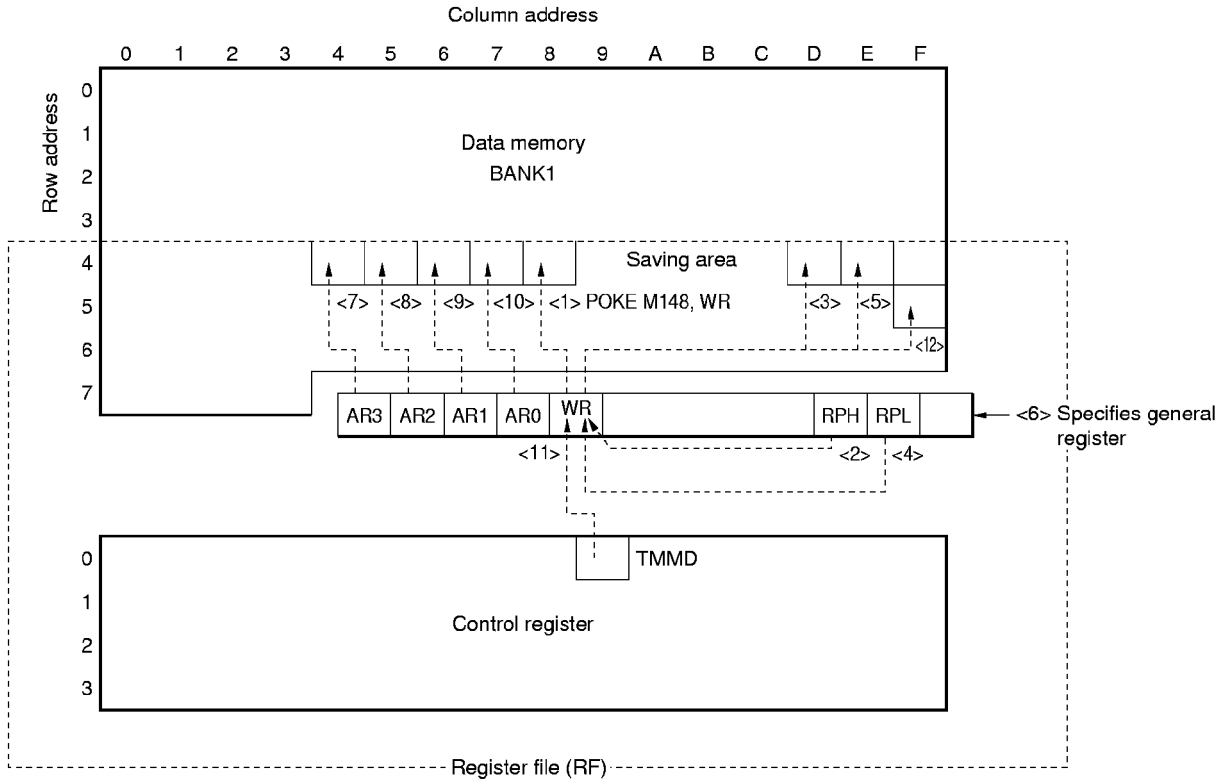 Column address
0 1 2 3 4 5 6 7 8 9 A B C D E F
Row address
0
1
2
3
4
5
6
7
Data memory
BANK1
Saving area
<7> <8> <9> <10> <1> POKE M148, WR <3> <5>
<12>
AR3 AR2 AR1 AR0 WR RPH RPL
<6> Specifies general
register
<11> <2> <4>
0
1
2
3
TMMD
Control register
Register file (RF)